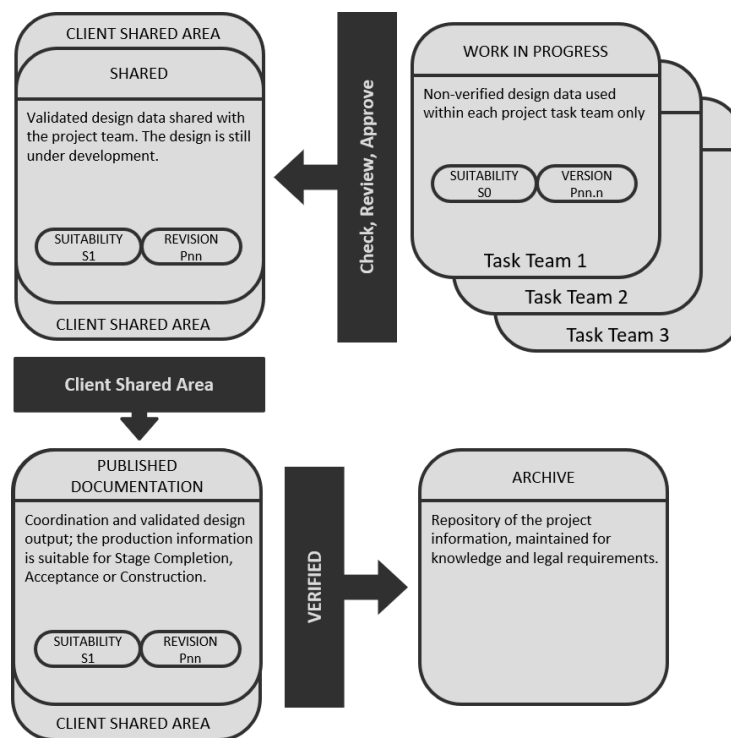 CLIENT SHARED AREA
SHARED
Validated design data shared with
the project team. The design is still
under development.
SUITABILITY
S1
REVISION
Pnn
CLIENT SHARED AREA
Check, Review, Approve
WORK IN PROGRESS
Non-verified design data used
within each project task team only
SUITABILITY
S0
VERSION
Pnn.n
Task Team 1
Task Team 2
Task Team 3
Client Shared Area
PUBLISHED
DOCUMENTATION
Coordination and validated design
output; the production information
is suitable for Stage Completion,
Acceptance or Construction.
SUITABILITY
S1
REVISION
Pnn
CLIENT SHARED AREA
VERIFIED
ARCHIVE
Repository of the project
information, maintained for
knowledge and legal requirements.